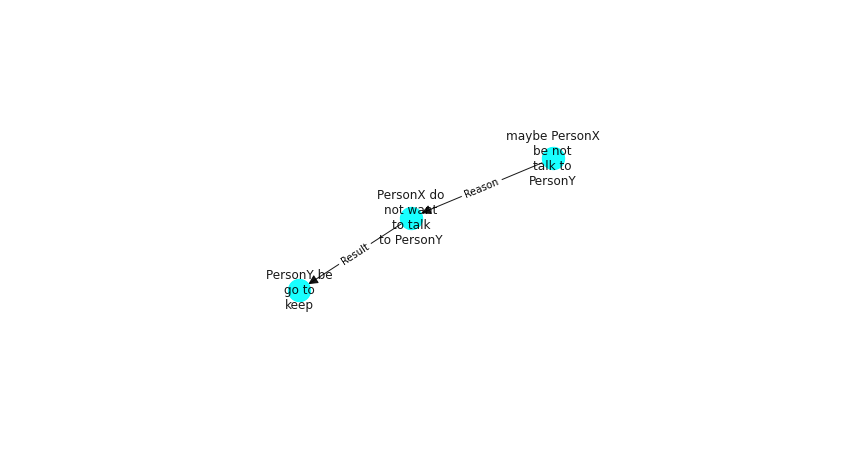 maybe PersonX
be not
talk to
PersonY
Reason
PersonX do
not want
to talk
to PersonY
Result
PersonY be
go to
keep